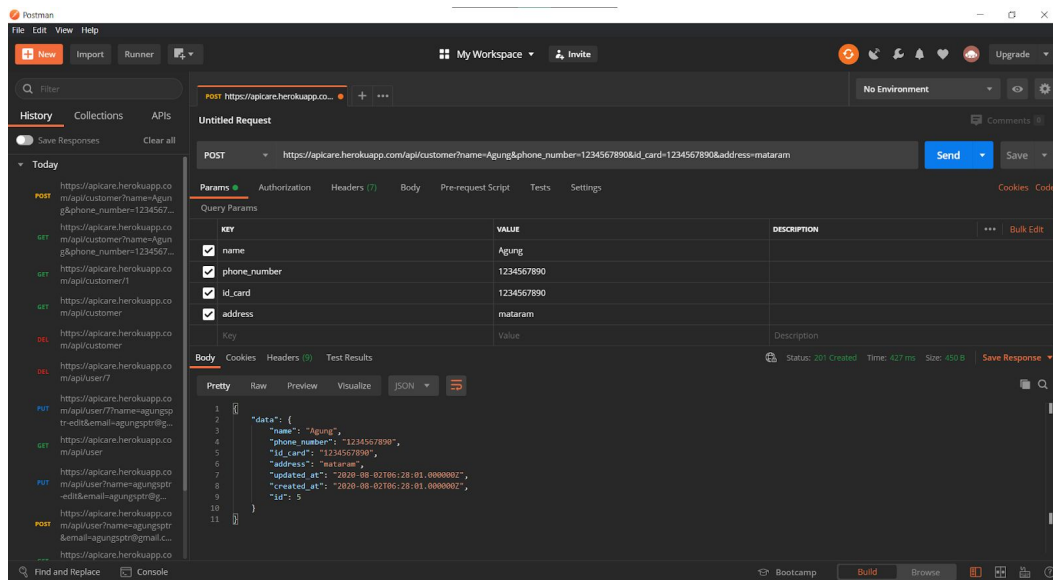 Postman
File Edit View Help
New Import Runner
My Workspace Invite
Upgrade
Filter
POST https://apicare.herokuapp.co... + •••
No Environment
History Collections APIs
Untitled Request
Comments 0
Save Responses Clear all
POST https://apicare.herokuapp.com/api/customer?name=Agung&phone_number=1234567890&id_card=1234567890&address=mataram Send Save
Today
Params Authorization Headers (7) Body Pre-request Script Tests Settings Cookies Code
Query Params
KEY VALUE DESCRIPTION ••• Bulk Edit
name Agung
phone_number 1234567890
id_card 1234567890
address mataram
Key Value Description
POST https://apicare.herokuapp.co
m/api/customer?name=Agun
g&phone_number=1234567...
GET https://apicare.herokuapp.co
m/api/customer?name=Agun
g&phone_number=1234567...
GET https://apicare.herokuapp.co
m/api/customer/1
GET https://apicare.herokuapp.co
m/api/customer
DEL https://apicare.herokuapp.co
m/api/customer
DEL https://apicare.herokuapp.co
m/api/user/7
PUT https://apicare.herokuapp.co
m/api/user/7?name=agungsp
tr-edit&email=agungsptr@g...
GET https://apicare.herokuapp.co
m/api/user
PUT https://apicare.herokuapp.co
m/api/user?name=agungsptr
-edit&email=agungsptr@g...
POST https://apicare.herokuapp.co
m/api/user?name=agungsptr
&email=agungsptr@gmail.c...
https://apicare.herokuapp.co
Body Cookies Headers (9) Test Results Status: 201 Created Time: 427 ms Size: 450 B Save Response
Pretty Raw Preview Visualize JSON
1 {
2 "data": {
3 "name": "Agung",
4 "phone_number": "1234567890",
5 "id_card": "1234567890",
6 "address": "mataram",
7 "updated_at": "2020-08-02T06:28:01.000000Z",
8 "created_at": "2020-08-02T06:28:01.000000Z",
9 "id": 5
10 }
11 }
Find and Replace Console Bootcamp Build Browse